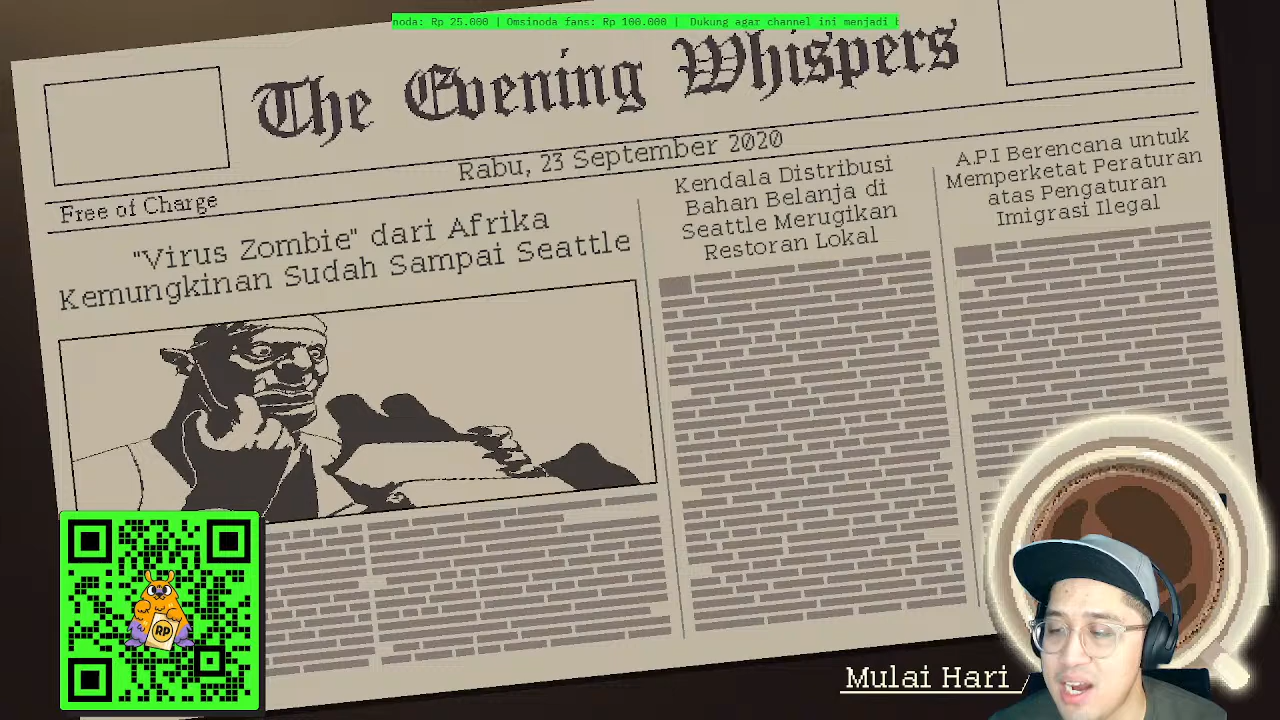 noda: Rp 25.000 | Omsinoda fans: Rp 100.000 | Dukung agar channel ini menjadi
The Evening Whispers
Rabu, 23 September 2020
Free of Charge
"Virus Zombie" dari Afrika
Kemungkinan Sudah Sampai Seattle
Kendala Distribusi
Bahan Belanja di
Seattle Merugikan
Restoran Lokal
A.P.I Berencana untuk
Memperketat Peraturan
atas Pengaturan
Imigrasi Ilegal
RP
Mulai Hari